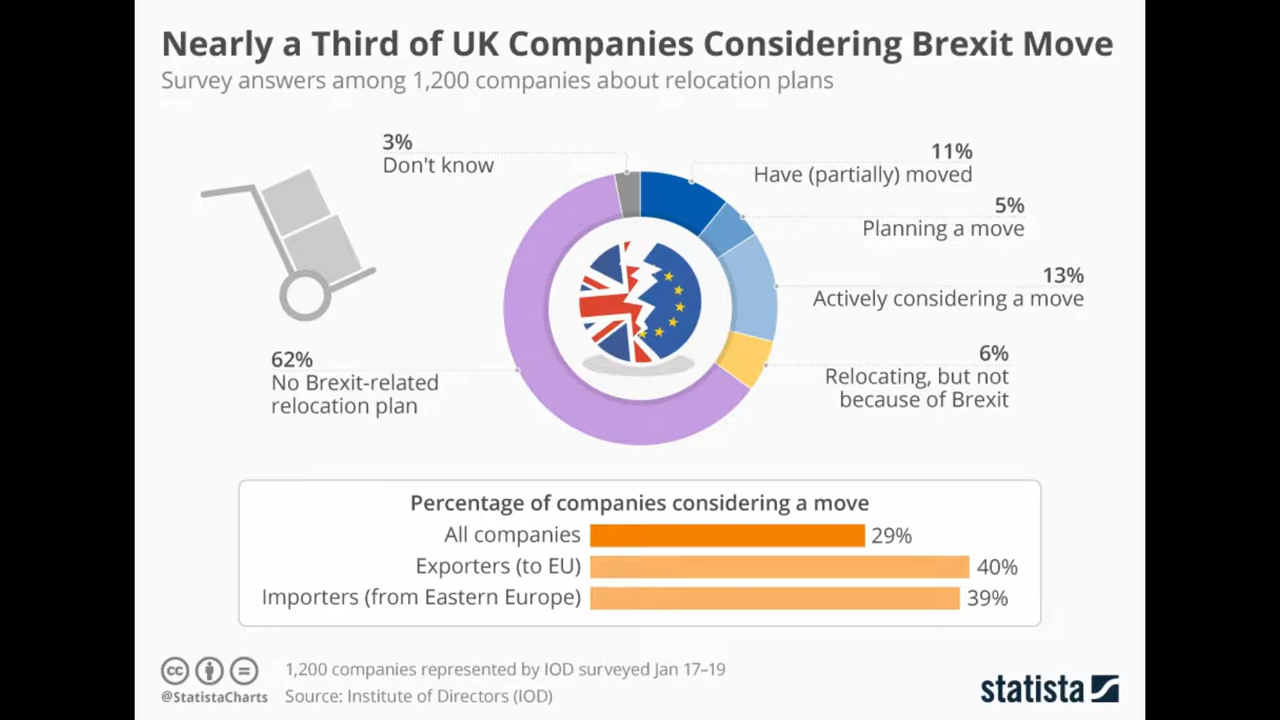 Nearly a Third of UK Companies Considering Brexit Move
Survey answers among 1,200 companies about relocation plans
3%
Don't know
11%
Have (partially) moved
5%
Planning a move
13%
Actively considering a move
6%
Relocating, but not
because of Brexit
62%
No Brexit-related
relocation plan
Percentage of companies considering a move
All companies 29%
Exporters (to EU) 40%
Importers (from Eastern Europe) 39%
cc
@StatistaCharts
1,200 companies represented by IOD surveyed Jan 17-19
Source: Institute of Directors (IOD)
statista